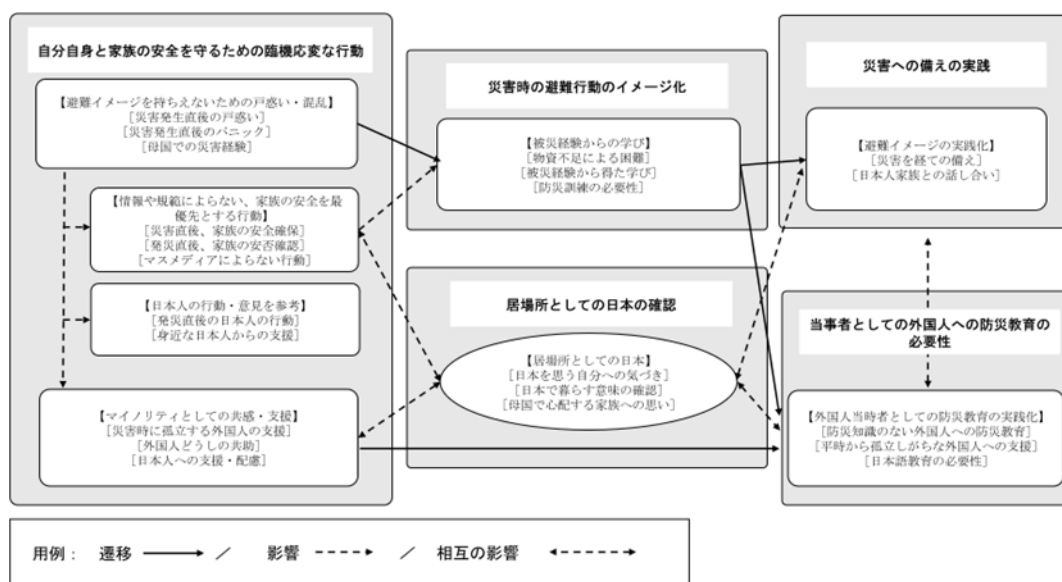 自分自身と家族の安全を守るための臨機応変な行動
【避難イメージを持ちえないための戸惑い・混乱】
[災害発生直後の戸惑い]
[災害発生直後のパニック]
[母国での災害経験]
【情報や規範によらない、家族の安全を最
優先とする行動】
[災害直後、家族の安全確保]
[発災直後、家族の安否確認]
[マスメディアによらない行動]
【日本人の行動・意見を参考】
[発災直後の日本人の行動]
[身近な日本人からの支援]
【マイノリティとしての共感・支援】
[災害時に孤立する外国人の支援]
[外国人どうしの共助]
[日本人への支援・配慮]
災害時の避難行動のイメージ化
【被災経験からの学び】
[物資不足による困難]
[被災経験から得た学び]
[防災訓練の必要性]
居場所としての日本の確認
【居場所としての日本】
[日本を思う自分への気づき]
[日本で暮らす意味の確認]
[母国で心配する家族への思い]
災害への備えの実践
【避難イメージの実践化】
[災害を経ての備え]
[日本人家族との話し合い]
当事者としての外国人への防災教育の
必要性
【外国人当時者としての防災教育の実践化】
[防災知識のない外国人への防災教育]
[平時から孤立しがちな外国人への支援]
[日本語教育の必要性]
用例： 遷移 ／ 影響 ／ 相互の影響